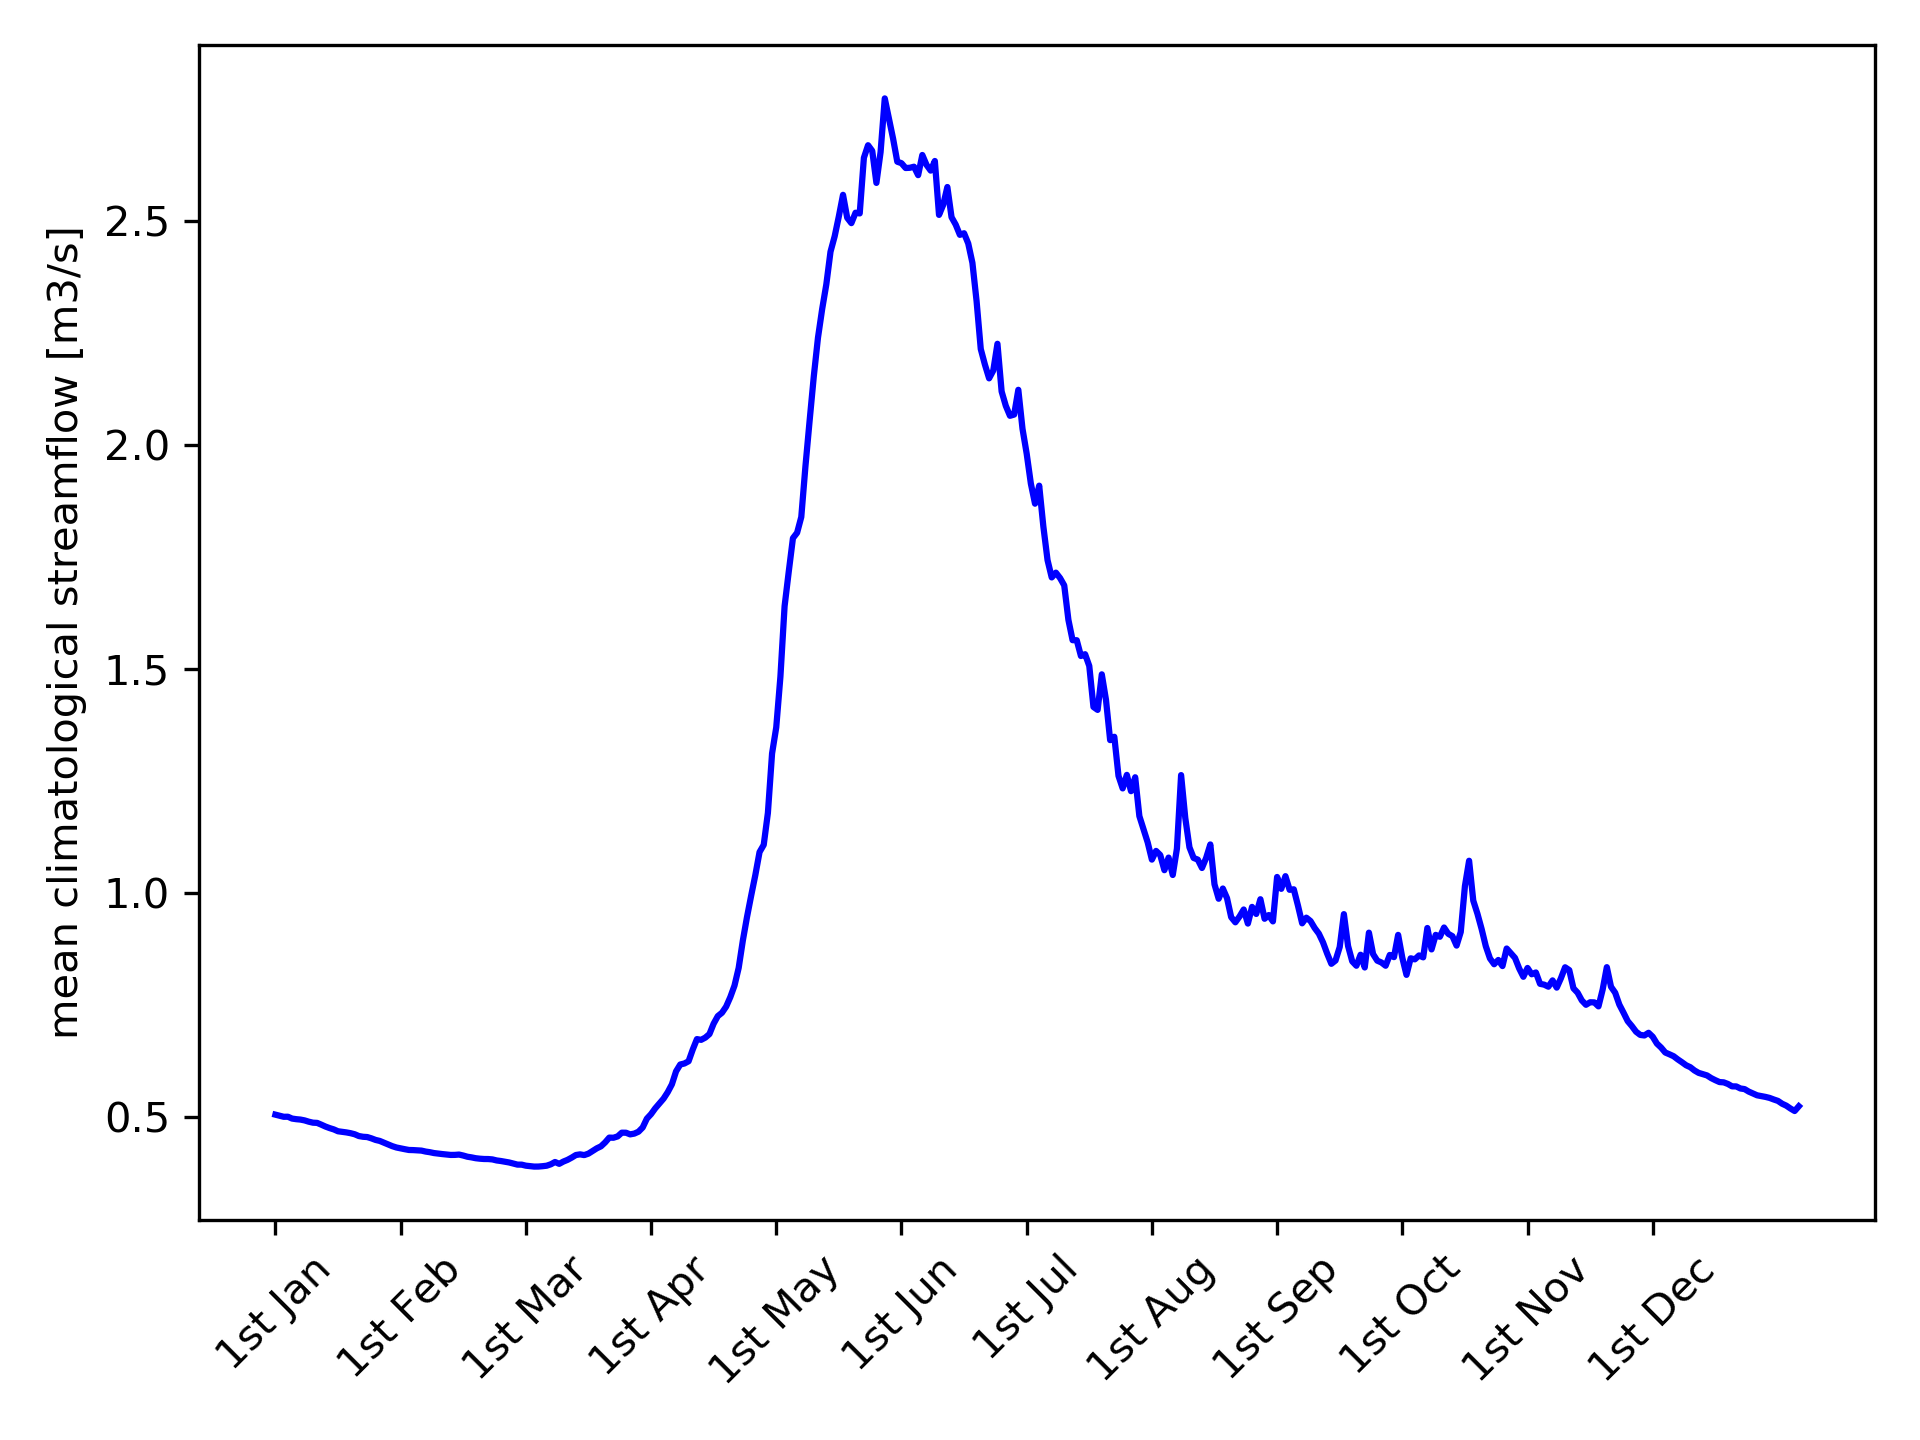 mean climatological streamflow [m3/s]
2.5
2.0
1.5
1.0
0.5
1st Jan
1st Feb
1st Mar
1st Apr
1st May
1st Jun
1st Jul
1st Aug
1st Sep
1st Oct
1st Nov
1st Dec